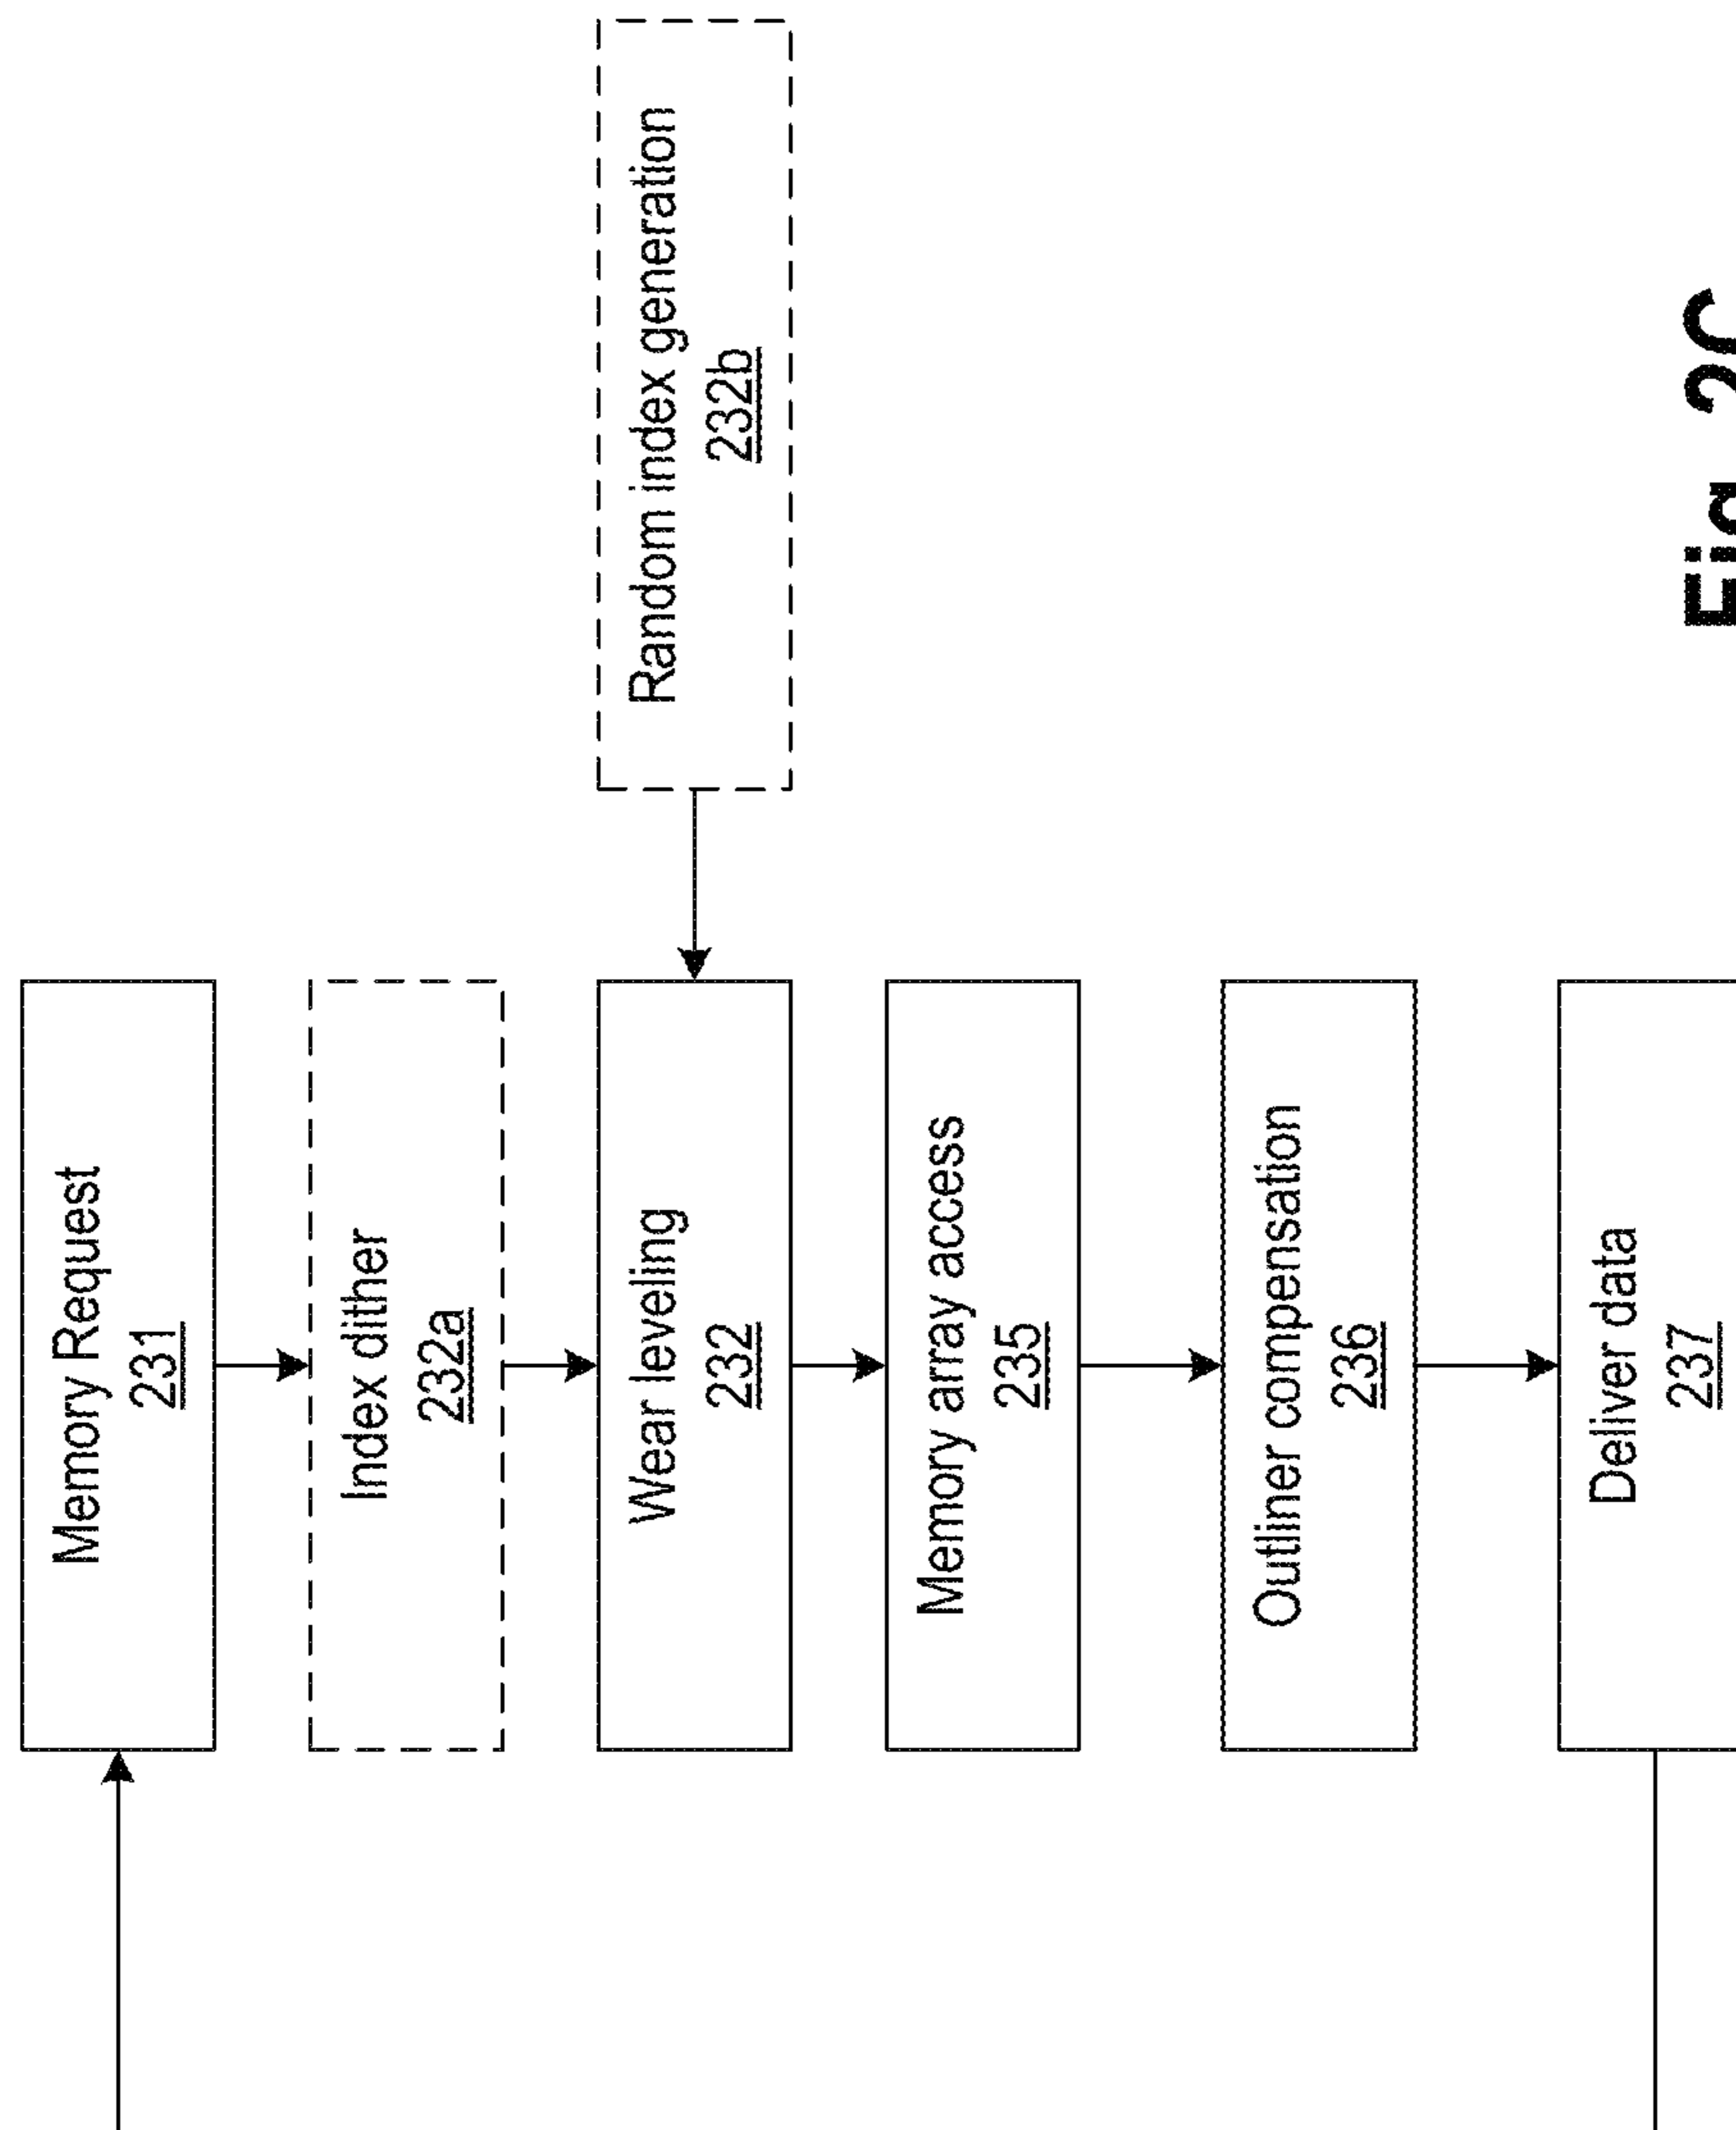 Memory Request
231
Index dither
232a
Wear leveling
232
Random index generation
232b
Memory array access
235
Outliner compensation
236
Deliver data
237